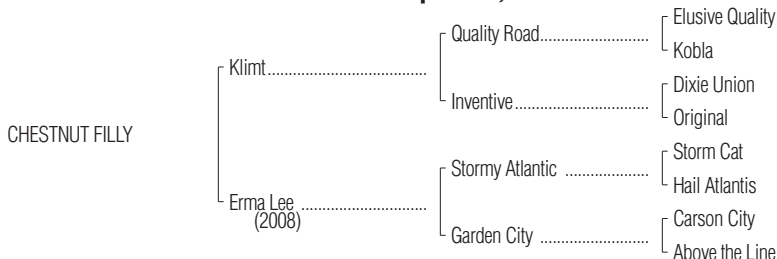 Elusive Quality
Quality Road
Kobla
Klimt
Dixie Union
Inventive
Original
CHESTNUT FILLY
Storm Cat
Stormy Atlantic
Hail Atlantis
Erma Lee
(2008)
Carson City
Garden City
Above the Line